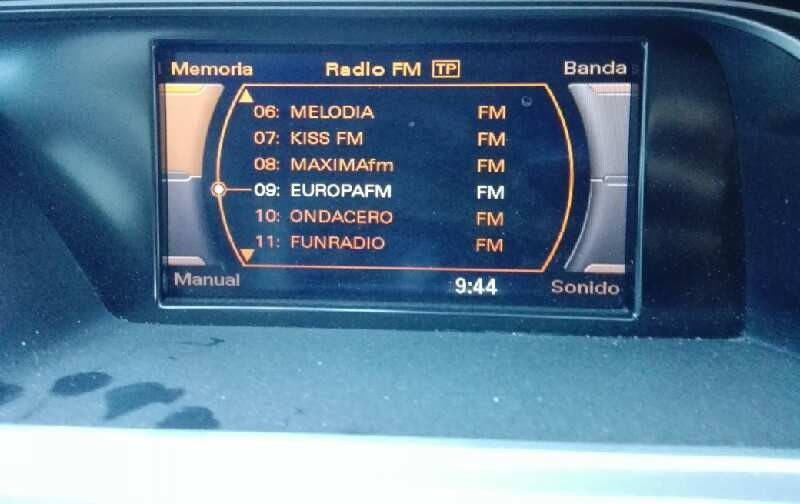 Memoria Radio FM TP Banda
06: MELODIA FM
07: KISS FM FM
08: MAXIMAfm FM
09: EUROPAFM FM
10: ONDACERO FM
11: FUNRADIO FM
Manual 9:44 Sonido